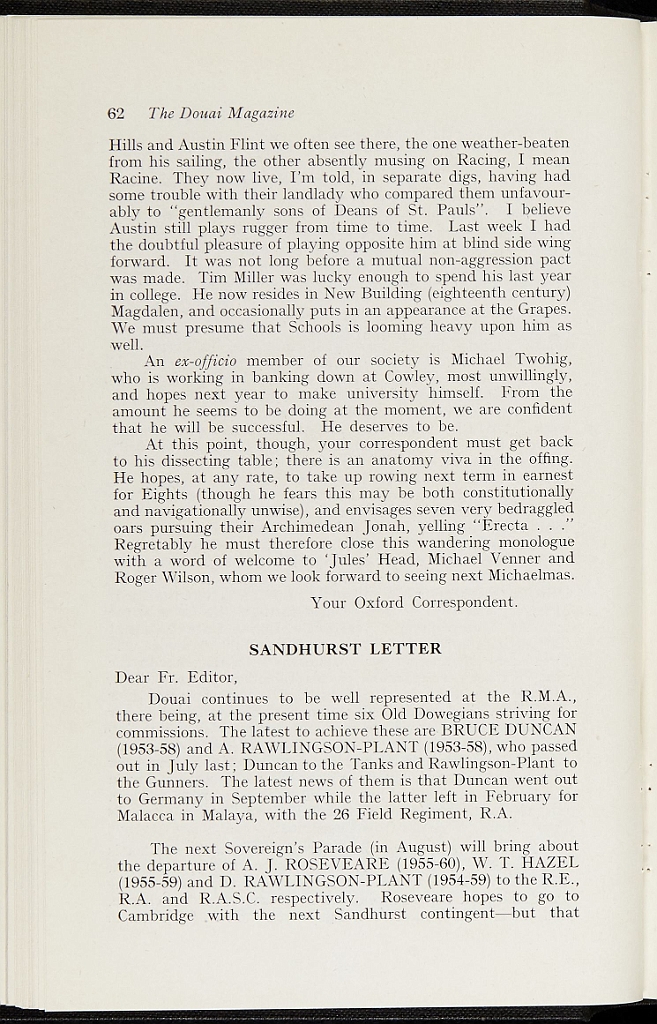 62 The Douai Magazine
Hills and Austin Flint we often see there, the one weather-beaten
from his sailing, the other absently musing on Racing, I mean
Racine. They now live, I'm told, in separate digs, having had
some trouble with their landlady who compared them unfavour-
ably to "gentlemanly sons of Deans of St. Pauls". I believe
Austin still plays rugger from time to time. Last week I had
the doubtful pleasure of playing opposite him at blind side wing
forward. It was not long before a mutual non-aggression pact
was made. Tim Miller was lucky enough to spend his last year
in college. He now resides in New Building (eighteenth century)
Magdalen, and occasionally puts in an appearance at the Grapes.
We must presume that Schools is looming heavy upon him as
well.
An ex-officio member of our society is Michael Twohig,
who is working in banking down at Cowley, most unwillingly,
and hopes next year to make university himself. From the
amount he seems to be doing at the moment, we are confident
that he will be successful. He deserves to be.
At this point, though, your correspondent must get back
to his dissecting table; there is an anatomy viva in the offing.
He hopes, at any rate, to take up rowing next term in earnest
for Eights (though he fears this may be both constitutionally
and navigationally unwise), and envisages seven very bedraggled
oars pursuing their Archimedean Jonah, yelling "Erecta . . ."
Regretably he must therefore close this wandering monologue
with a word of welcome to 'Jules' Head, Michael Venner and
Roger Wilson, whom we look forward to seeing next Michaelmas.
Your Oxford Correspondent.
SANDHURST LETTER
Dear Fr. Editor,
Douai continues to be well represented at the R.M.A.,
there being, at the present time six Old Dowegians striving for
commissions. The latest to achieve these are BRUCE DUNCAN
(1953-58) and A. RAWLINGSON-PLANT (1953-58), who passed
out in July last; Duncan to the Tanks and Rawlingson-Plant to
the Gunners. The latest news of them is that Duncan went out
to Germany in September while the latter left in February for
Malacca in Malaya, with the 26 Field Regiment, R.A.
The next Sovereign's Parade (in August) will bring about
the departure of A. J. ROSEVEARE (1955-60), W. T. HAZEL
(1955-59) and D. RAWLINGSON-PLANT (1954-59) to the R.E.,
R.A. and R.A.S.C. respectively. Roseveare hopes to go to
Cambridge with the next Sandhurst contingent—but that